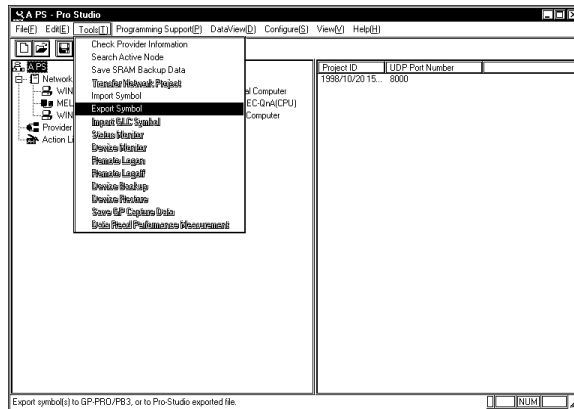 A PS - Pro Studio
File(F) Edit(E) Tools(T) Programming Support(P) DataView(D) Configure(S) View(V) Help(H)
Check Provider Information
Search Active Node
Save SRAM Backup Data
Transfer Network Project
Import Symbol
Export Symbol
Import GLC Symbol
Status Monitor
Device Monitor
Remote Logon
Remote Logoff
Device Backup
Device Restore
Save GP Capture Data
Data Read Performance Measurement
A PS
Network
WIN
MEL
WIN
Provider
Action Li
al Computer
EC-QnA(CPU)
Computer
Project ID UDP Port Number
1998/10/20 15... 8000
Export symbol(s) to GP-PRO/PB3, or to Pro-Studio exported file.
NUM